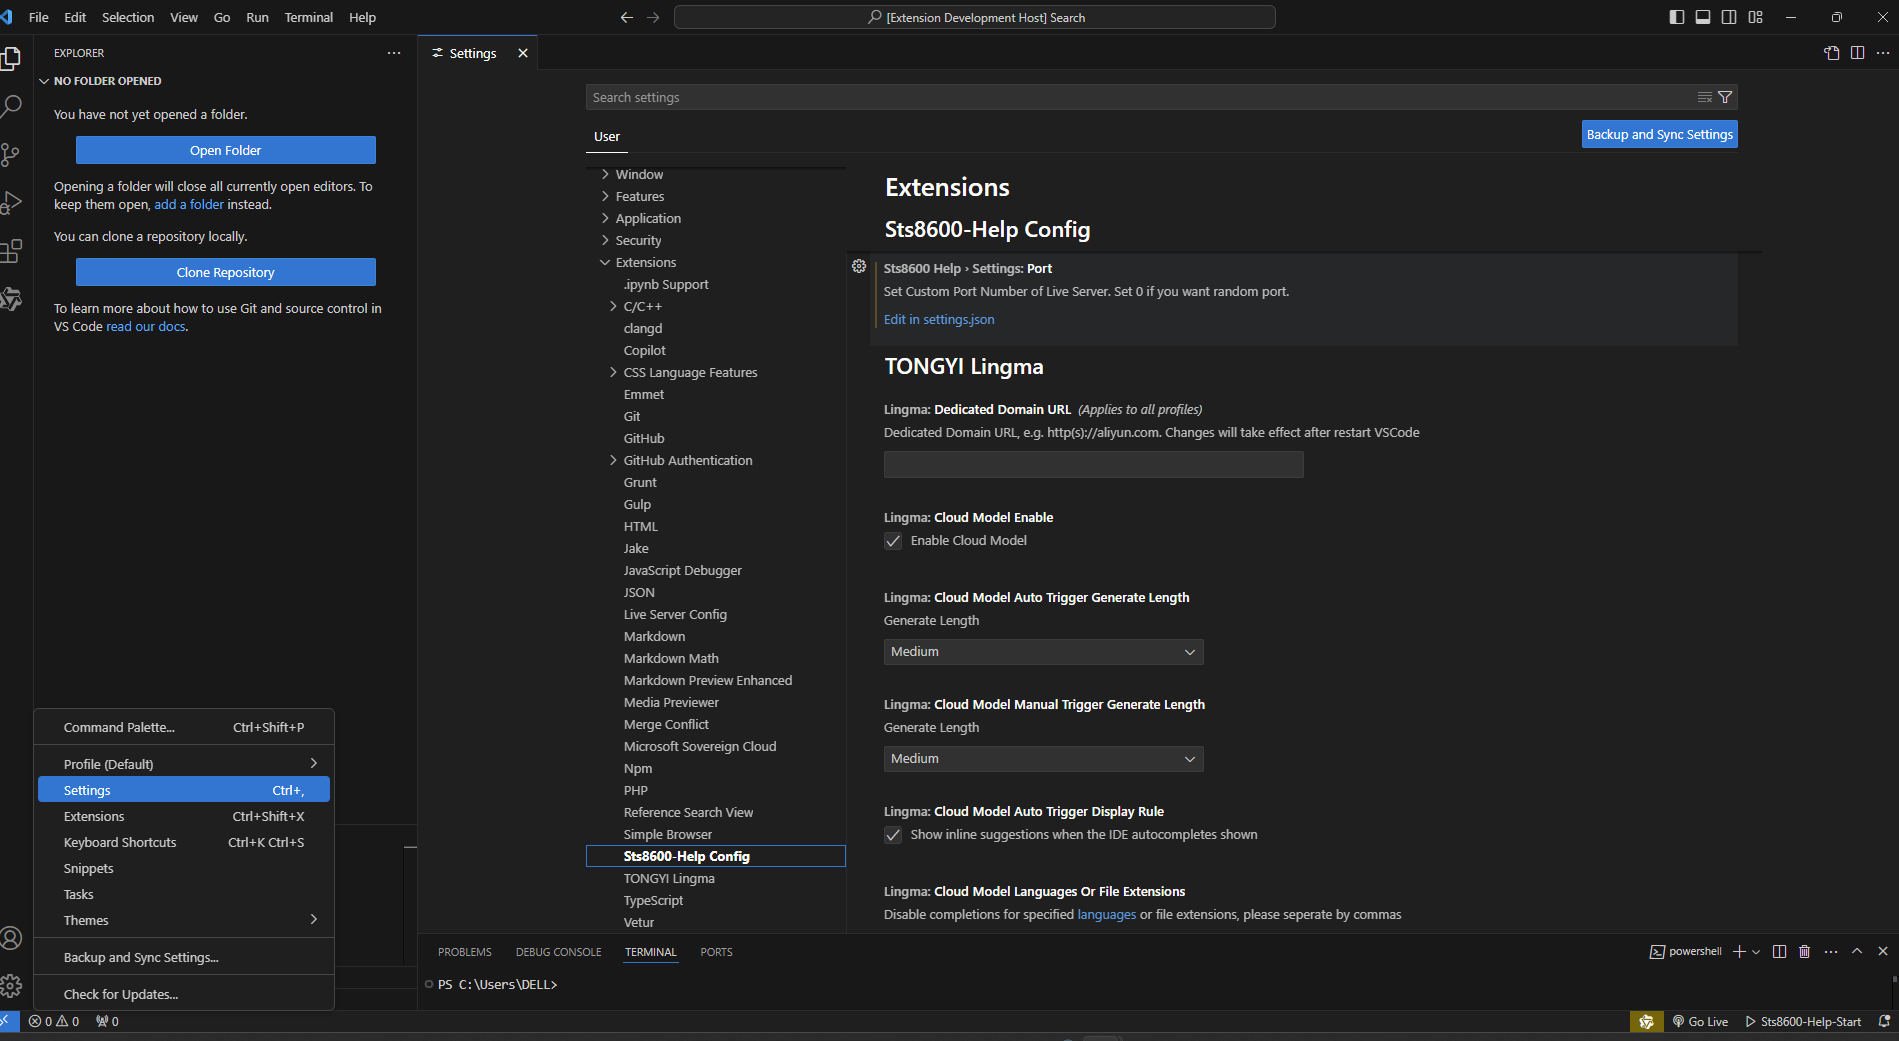 File Edit Selection View Go Run Terminal Help
[Extension Development Host] Search
EXPLORER
NO FOLDER OPENED
You have not yet opened a folder.
Open Folder
Opening a folder will close all currently open editors. To
keep them open, add a folder instead.
You can clone a repository locally.
Clone Repository
To learn more about how to use Git and source control in
VS Code read our docs.
Command Palette... Ctrl+Shift+P
Profile (Default)
Settings Ctrl+,
Extensions Ctrl+Shift+X
Keyboard Shortcuts Ctrl+K Ctrl+S
Snippets
Tasks
Themes
Backup and Sync Settings...
Check for Updates...
Settings
Search settings
User
Backup and Sync Settings
Window
Features
Application
Security
Extensions
.ipynb Support
C/C++
clangd
Copilot
CSS Language Features
Emmet
Git
GitHub
GitHub Authentication
Grunt
Gulp
HTML
Jake
JavaScript Debugger
JSON
Live Server Config
Markdown
Markdown Math
Markdown Preview Enhanced
Media Previewer
Merge Conflict
Microsoft Sovereign Cloud
Npm
PHP
Reference Search View
Simple Browser
Sts8600-Help Config
TONGYI Lingma
TypeScript
Vetur
Extensions
Sts8600-Help Config
Sts8600 Help › Settings: Port
Set Custom Port Number of Live Server. Set 0 if you want random port.
Edit in settings.json
TONGYI Lingma
Lingma: Dedicated Domain URL (Applies to all profiles)
Dedicated Domain URL, e.g. http(s)://aliyun.com. Changes will take effect after restart VSCode
Lingma: Cloud Model Enable
Enable Cloud Model
Lingma: Cloud Model Auto Trigger Generate Length
Generate Length
Medium
Lingma: Cloud Model Manual Trigger Generate Length
Generate Length
Medium
Lingma: Cloud Model Auto Trigger Display Rule
Show inline suggestions when the IDE autocompletes shown
Lingma: Cloud Model Languages Or File Extensions
Disable completions for specified languages or file extensions, please seperate by commas
PROBLEMS DEBUG CONSOLE TERMINAL PORTS
powershell
PS C:\Users\DELL>
0 0 0
Go Live Sts8600-Help-Start